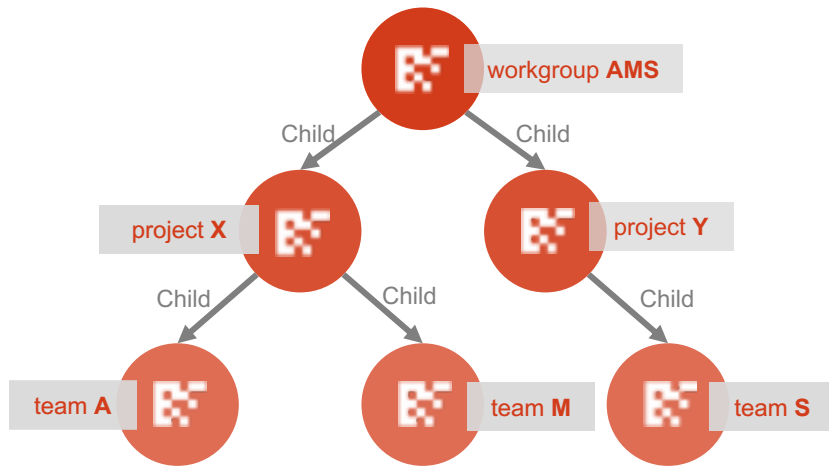 workgroup AMS
Child
Child
project X
project Y
Child
Child
Child
team A
team M
team S